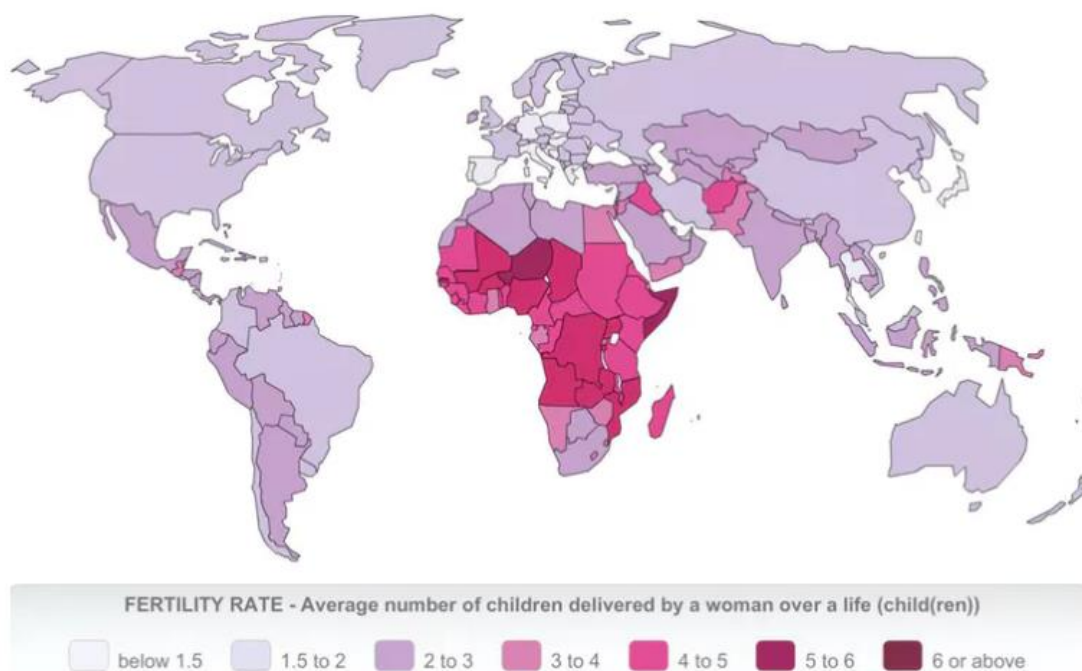 FERTILITY RATE - Average number of children delivered by a woman over a life (child(ren))
below 1.5 1.5 to 2 2 to 3 3 to 4 4 to 5 5 to 6 6 or above